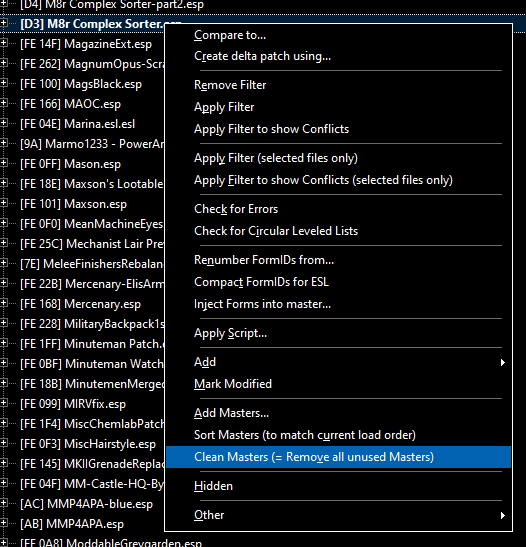 [D4] M8r Complex Sorter-part2.esp
[D3] M8r Complex Sorter.esp
[FE 14F] MagazineExt.esp
[FE 262] MagnumOpus-Scra
[FE 100] MagsBlack.esp
[FE 166] MAOC.esp
[FE 04E] Marina.esl.esl
[9A] Marmo1233 - PowerAr
[FE 0FF] Mason.esp
[FE 18E] Maxson's Lootable
[FE 101] Maxson.esp
[FE 0F0] MeanMachineEyes
[FE 25C] Mechanist Lair Pre
[7E] MeleeFinishersRebalan
[FE 22B] Mercenary-ElisArm
[FE 168] Mercenary.esp
[FE 228] MilitaryBackpack1s
[FE 1FF] Minuteman Patch.e
[FE 0BF] Minuteman Watch
[FE 18B] MinutemenMerged
[FE 099] MIRVfix.esp
[FE 1F4] MiscChemlabPatch
[FE 0F3] MiscHairstyle.esp
[FE 145] MKIIGrenadeReplac
[FE 04F] MM-Castle-HQ-By
[AC] MMP4APA-blue.esp
[AB] MMP4APA.esp
[FE 0A8] ModdableGreygarden.esp
Compare to...
Create delta patch using...
Remove Filter
Apply Filter
Apply Filter to show Conflicts
Apply Filter (selected files only)
Apply Filter to show Conflicts (selected files only)
Check for Errors
Check for Circular Leveled Lists
Renumber FormIDs from...
Compact FormIDs for ESL
Inject Forms into master...
Apply Script...
Add
Mark Modified
Add Masters...
Sort Masters (to match current load order)
Clean Masters (= Remove all unused Masters)
Hidden
Other